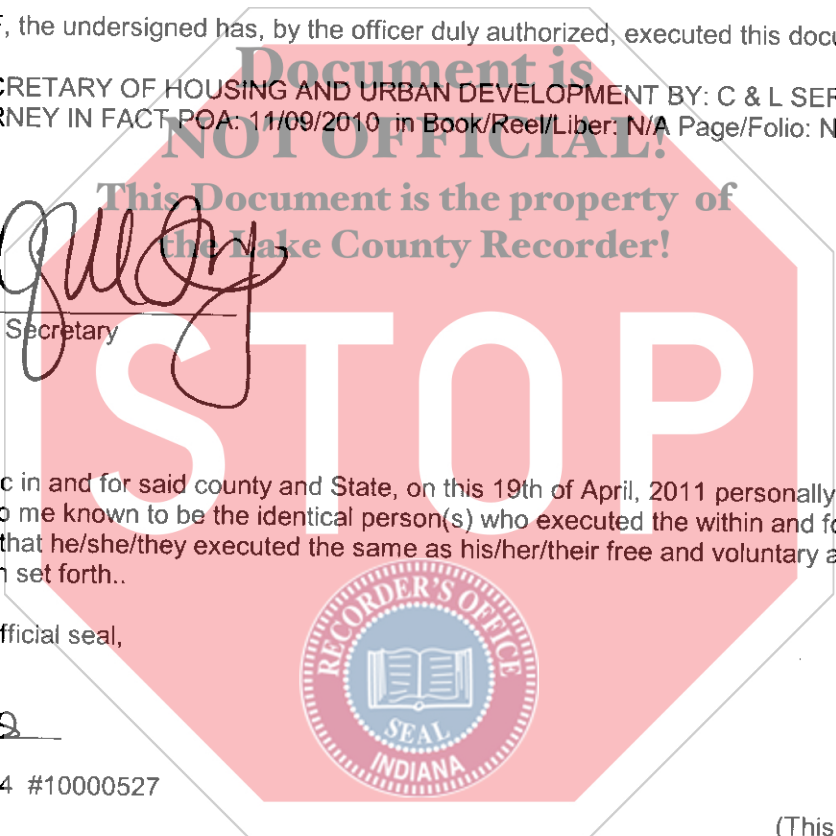 , the undersigned has, by the officer duly authorized, executed this
Document is
CRETARY OF HOUSING AND URBAN DEVELOPMENT BY: C & L SER
RNEY IN FACT POA: 11/09/2010 in Book/Reel/Liber: N/A Page/Folio: N
NOT OFFICIAL!
This Document is the property of
the Lake County Recorder!
Secretary
STOP
c in and for said county and State, on this 19th of April, 2011 personally
o me known to be the identical person(s) who executed the within and fo
that he/she/they executed the same as his/her/their free and voluntary a
set forth..
fficial seal,
RECORDER'S OFFICE
SEAL
INDIANA
4 #10000527
(This